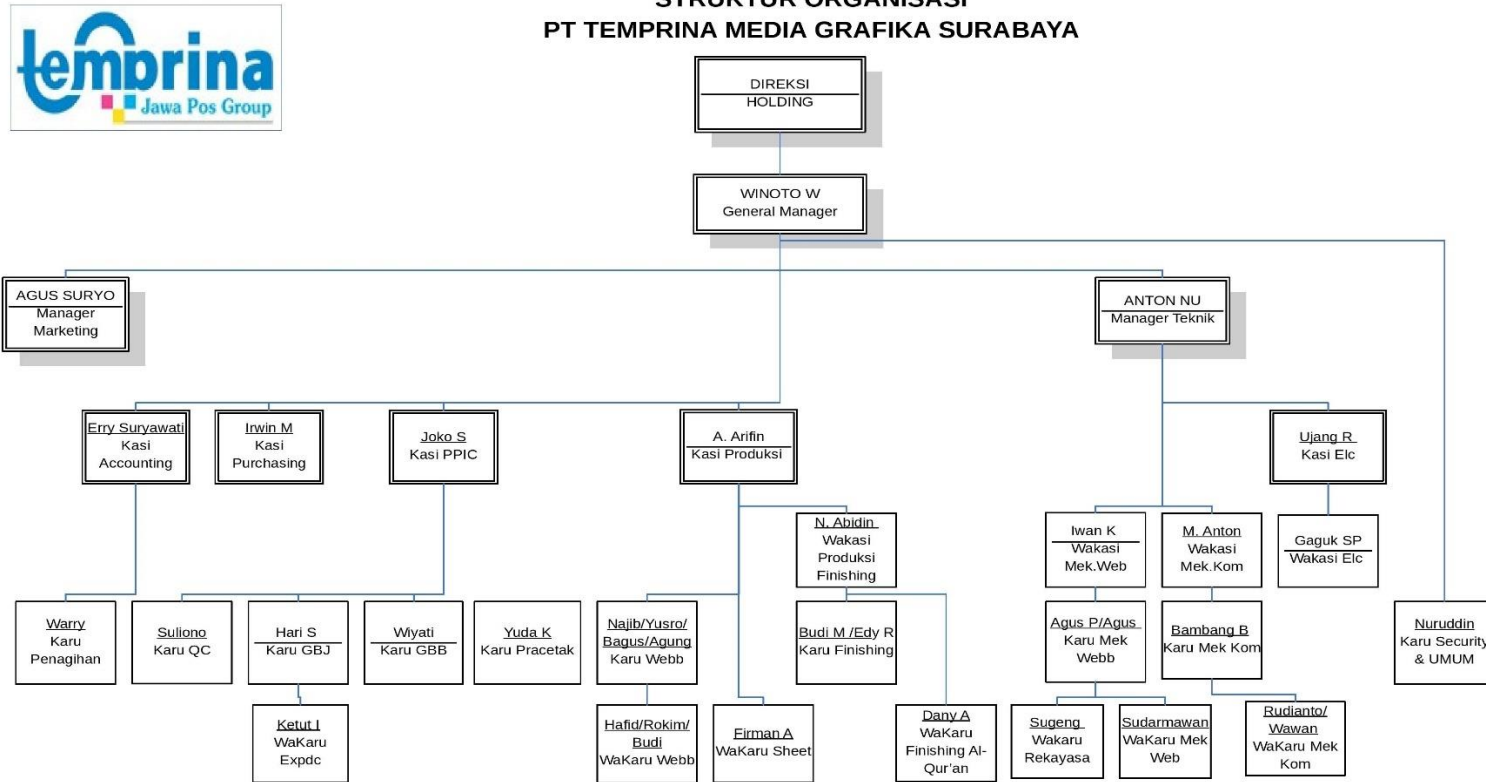 STRUKTUR ORGANISASI
PT TEMPRINA MEDIA GRAFIKA SURABAYA
temprina
Jawa Pos Group
DIREKSI
HOLDING
WINOTO W
General Manager
AGUS SURYO
Manager
Marketing
ANTON NU
Manager Teknik
Erry Suryawati
Kasi
Accounting
Irwin M
Kasi
Purchasing
Joko S
Kasi PPIC
A. Arifin
Kasi Produksi
Ujang R
Kasi Elc
N, Abidin
Wakasi
Produksi
Finishing
Iwan K
Wakasi
Mek.Web
M. Anton
Wakasi
Mek.Kom
Gaguk SP
Wakasi Elc
Warry
Karu
Penagihan
Suliono
Karu QC
Hari S
Karu GBJ
Wiyati
Karu GBB
Yuda K
Karu Pracetak
Najib/Yusro/
Bagus/Agung
Karu Webb
Budi M /Edy R
Karu Finishing
Agus P/Agus
Karu Mek
Webb
Bambang B
Karu Mek Kom
Nuruddin
Karu Security
& UMUM
Ketut I
WaKaru
Expdc
Hafid/Rokim/
Budi
WaKaru Webb
Firman A
WaKaru Sheet
Dany A
WaKaru
Finishing Al-
Qur'an
Sugeng
Wakaru
Rekayasa
Sudarmawan
WaKaru Mek
Web
Rudianto/
Wawan
WaKaru Mek
Kom